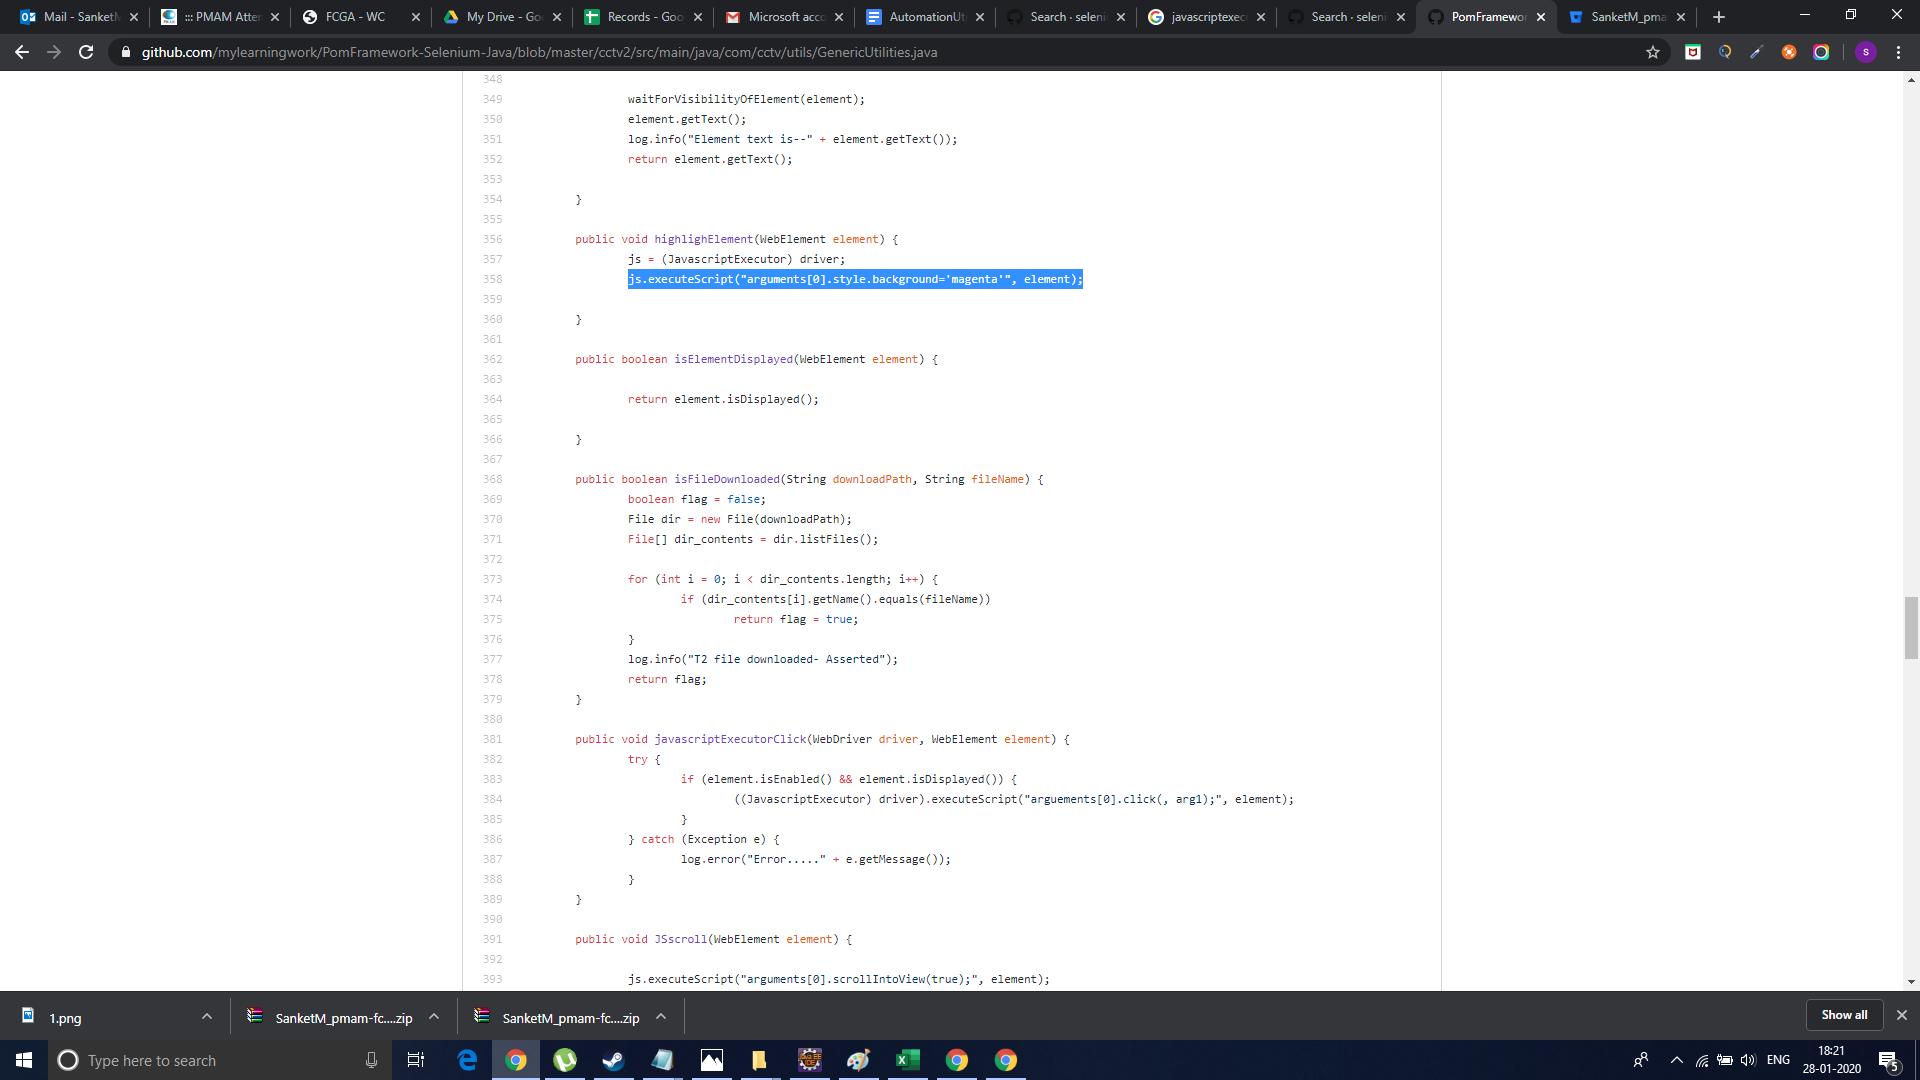 Mail - SanketM
::: PMAM Atter
FCGA - WC
My Drive - Goo
Records - Goo
Microsoft acco
AutomationUt
Search · seleni
javascriptexec
Search · seleni
PomFramewor
SanketM_pma
github.com/mylearningwork/PomFramework-Selenium-Java/blob/master/cctv2/src/main/java/com/cctv/utils/GenericUtilities.java
S
348
349 waitForVisibilityOfElement(element);
350 element.getText();
351 log.info("Element text is--" + element.getText());
352 return element.getText();
353
354 }
355
356 public void highlighElement(WebElement element) {
357 js = (JavascriptExecutor) driver;
358 js.executeScript("arguments[0].style.background='magenta'", element);
359
360 }
361
362 public boolean isElementDisplayed(WebElement element) {
363
364 return element.isDisplayed();
365
366 }
367
368 public boolean isFileDownloaded(String downloadPath, String fileName) {
369 boolean flag = false;
370 File dir = new File(downloadPath);
371 File[] dir_contents = dir.listFiles();
372
373 for (int i = 0; i < dir_contents.length; i++) {
374 if (dir_contents[i].getName().equals(fileName))
375 return flag = true;
376 }
377 log.info("T2 file downloaded- Asserted");
378 return flag;
379 }
380
381 public void javascriptExecutorClick(WebDriver driver, WebElement element) {
382 try {
383 if (element.isEnabled() && element.isDisplayed()) {
384 ((JavascriptExecutor) driver).executeScript("arguements[0].click(, arg1);", element);
385 }
386 } catch (Exception e) {
387 log.error("Error....." + e.getMessage());
388 }
389 }
390
391 public void JSscroll(WebElement element) {
392
393 js.executeScript("arguments[0].scrollIntoView(true);", element);
1.png
SanketM_pmam-fc....zip
SanketM_pmam-fc....zip
Show all
Type here to search
ENG
18:21
28-01-2020
5